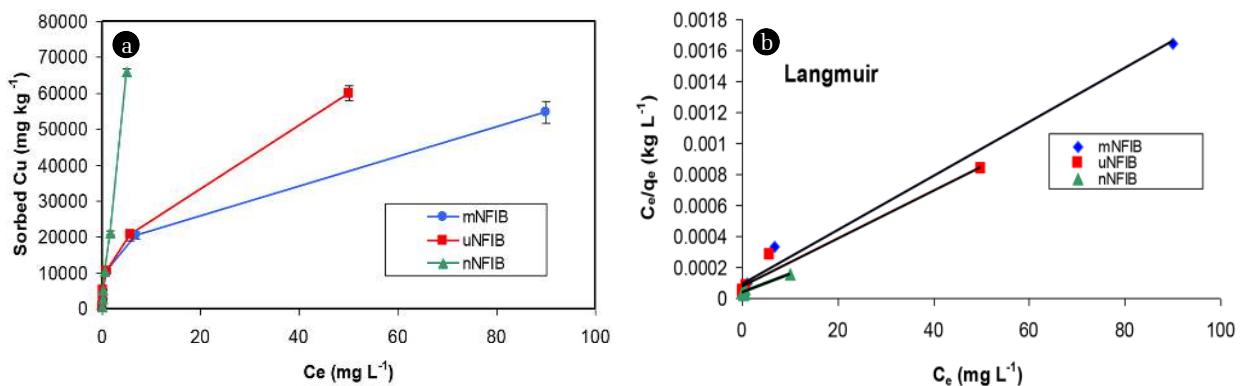 a
80000
70000
60000
50000
40000
30000
20000
10000
0
Sorbed Cu (mg kg⁻¹)
mNFIB
uNFIB
nNFIB
0 20 40 60 80 100
Ce (mg L⁻¹)
b
Langmuir
0.0018
0.0016
0.0014
0.0012
0.001
0.0008
0.0006
0.0004
0.0002
0
Cₑ/qₑ (kg L⁻¹)
mNFIB
uNFIB
nNFIB
0 20 40 60 80 100
Cₑ (mg L⁻¹)